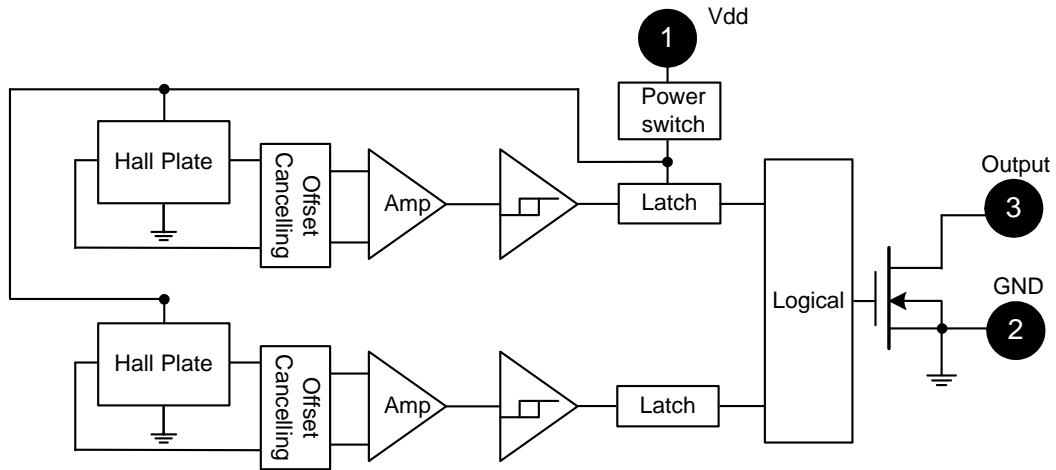 1
Vdd
Power
switch
Hall Plate
Offset
Cancelling
Amp
Latch
Output
3
Logical
GND
2
Hall Plate
Offset
Cancelling
Amp
Latch